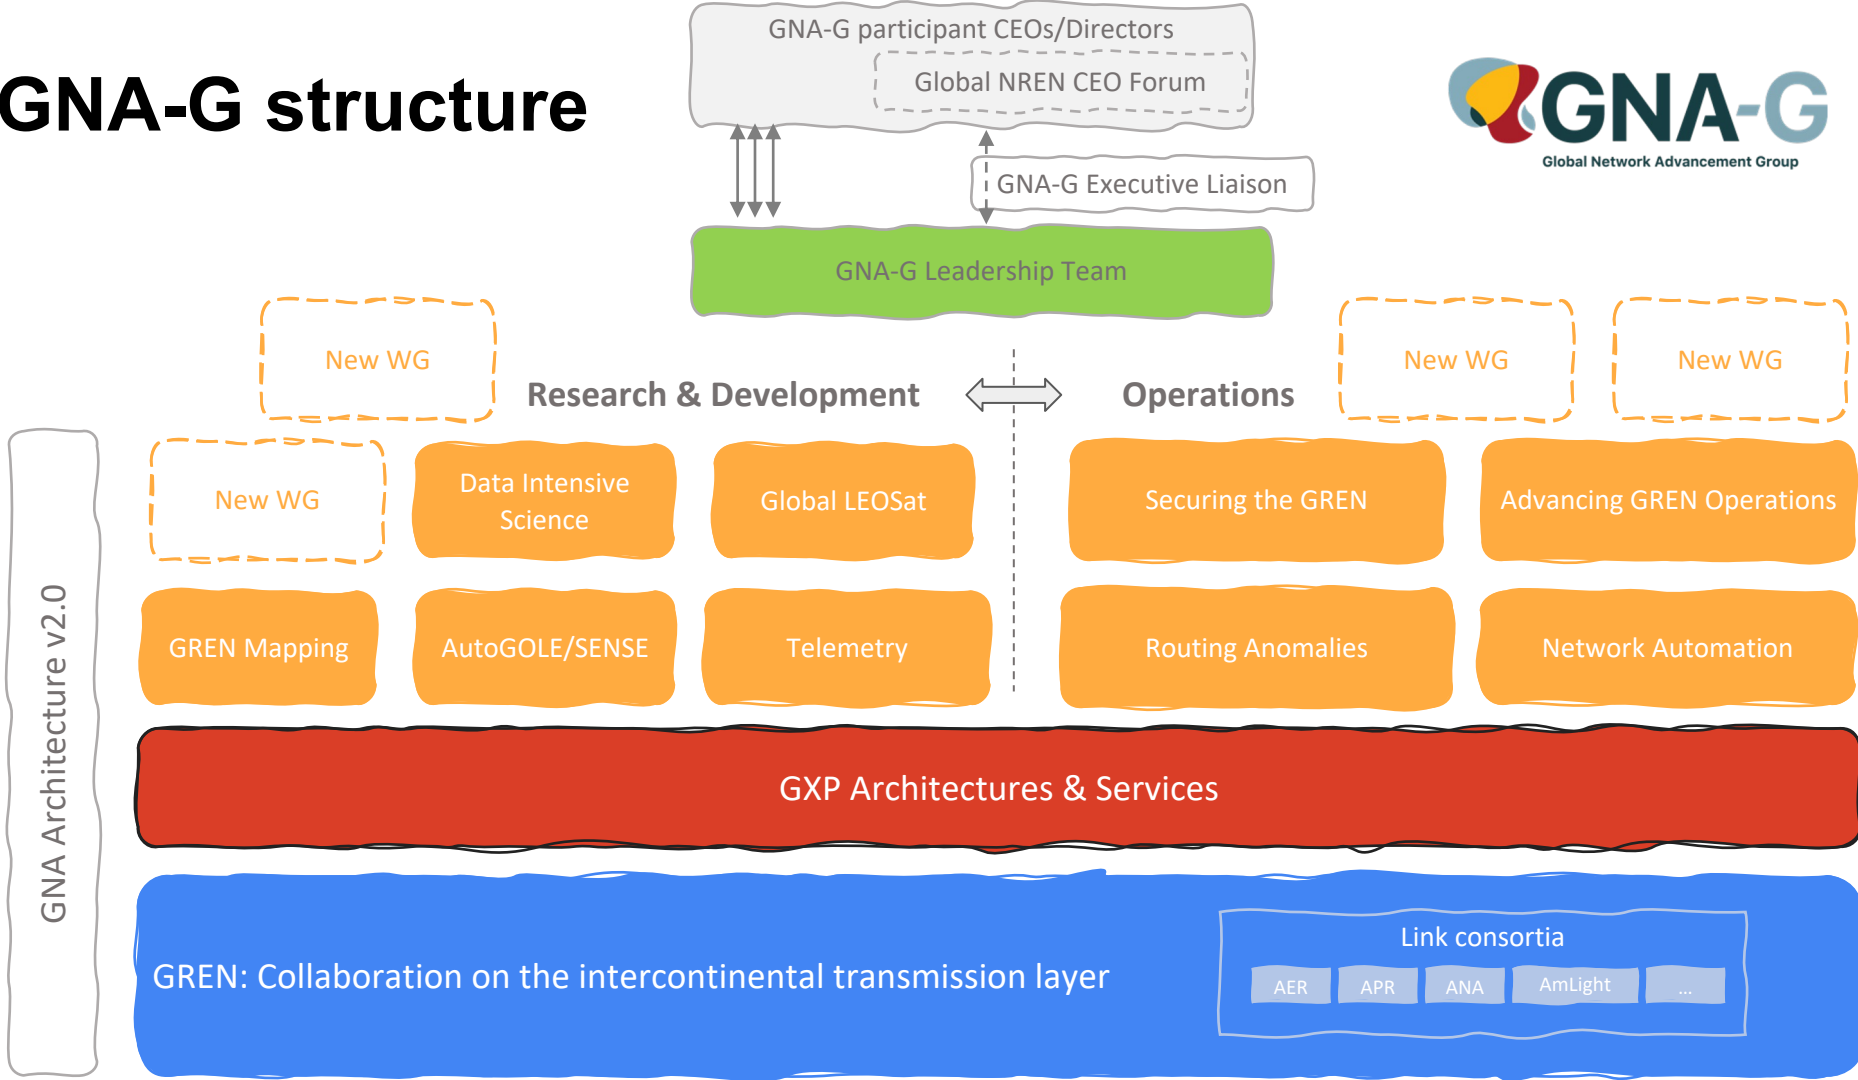 GNA-G participant CEOs/Directors
Global NREN CEO Forum
GNA-G structure
GNA-G
Global Network Advancement Group
GNA-G Executive Liaison
GNA-G Leadership Team
New WG
New WG
New WG
Research & Development
Operations
New WG
Data Intensive
Science
Global LEOSat
Securing the GREN
Advancing GREN Operations
GREN Mapping
AutoGOLE/SENSE
Telemetry
Routing Anomalies
Network Automation
GNA Architecture v2.0
GXP Architectures & Services
GREN: Collaboration on the intercontinental transmission layer
Link consortia
AER
APR
ANA
AmLight
...